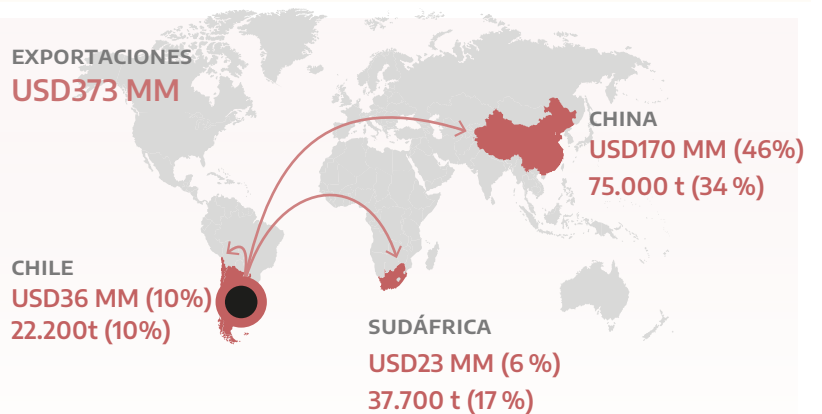 EXPORTACIONES
USD373 MM
CHINA
USD170 MM (46%)
75.000 t (34 %)
CHILE
USD36 MM (10%)
22.200t (10%)
SUDÁFRICA
USD23 MM (6 %)
37.700 t (17 %)